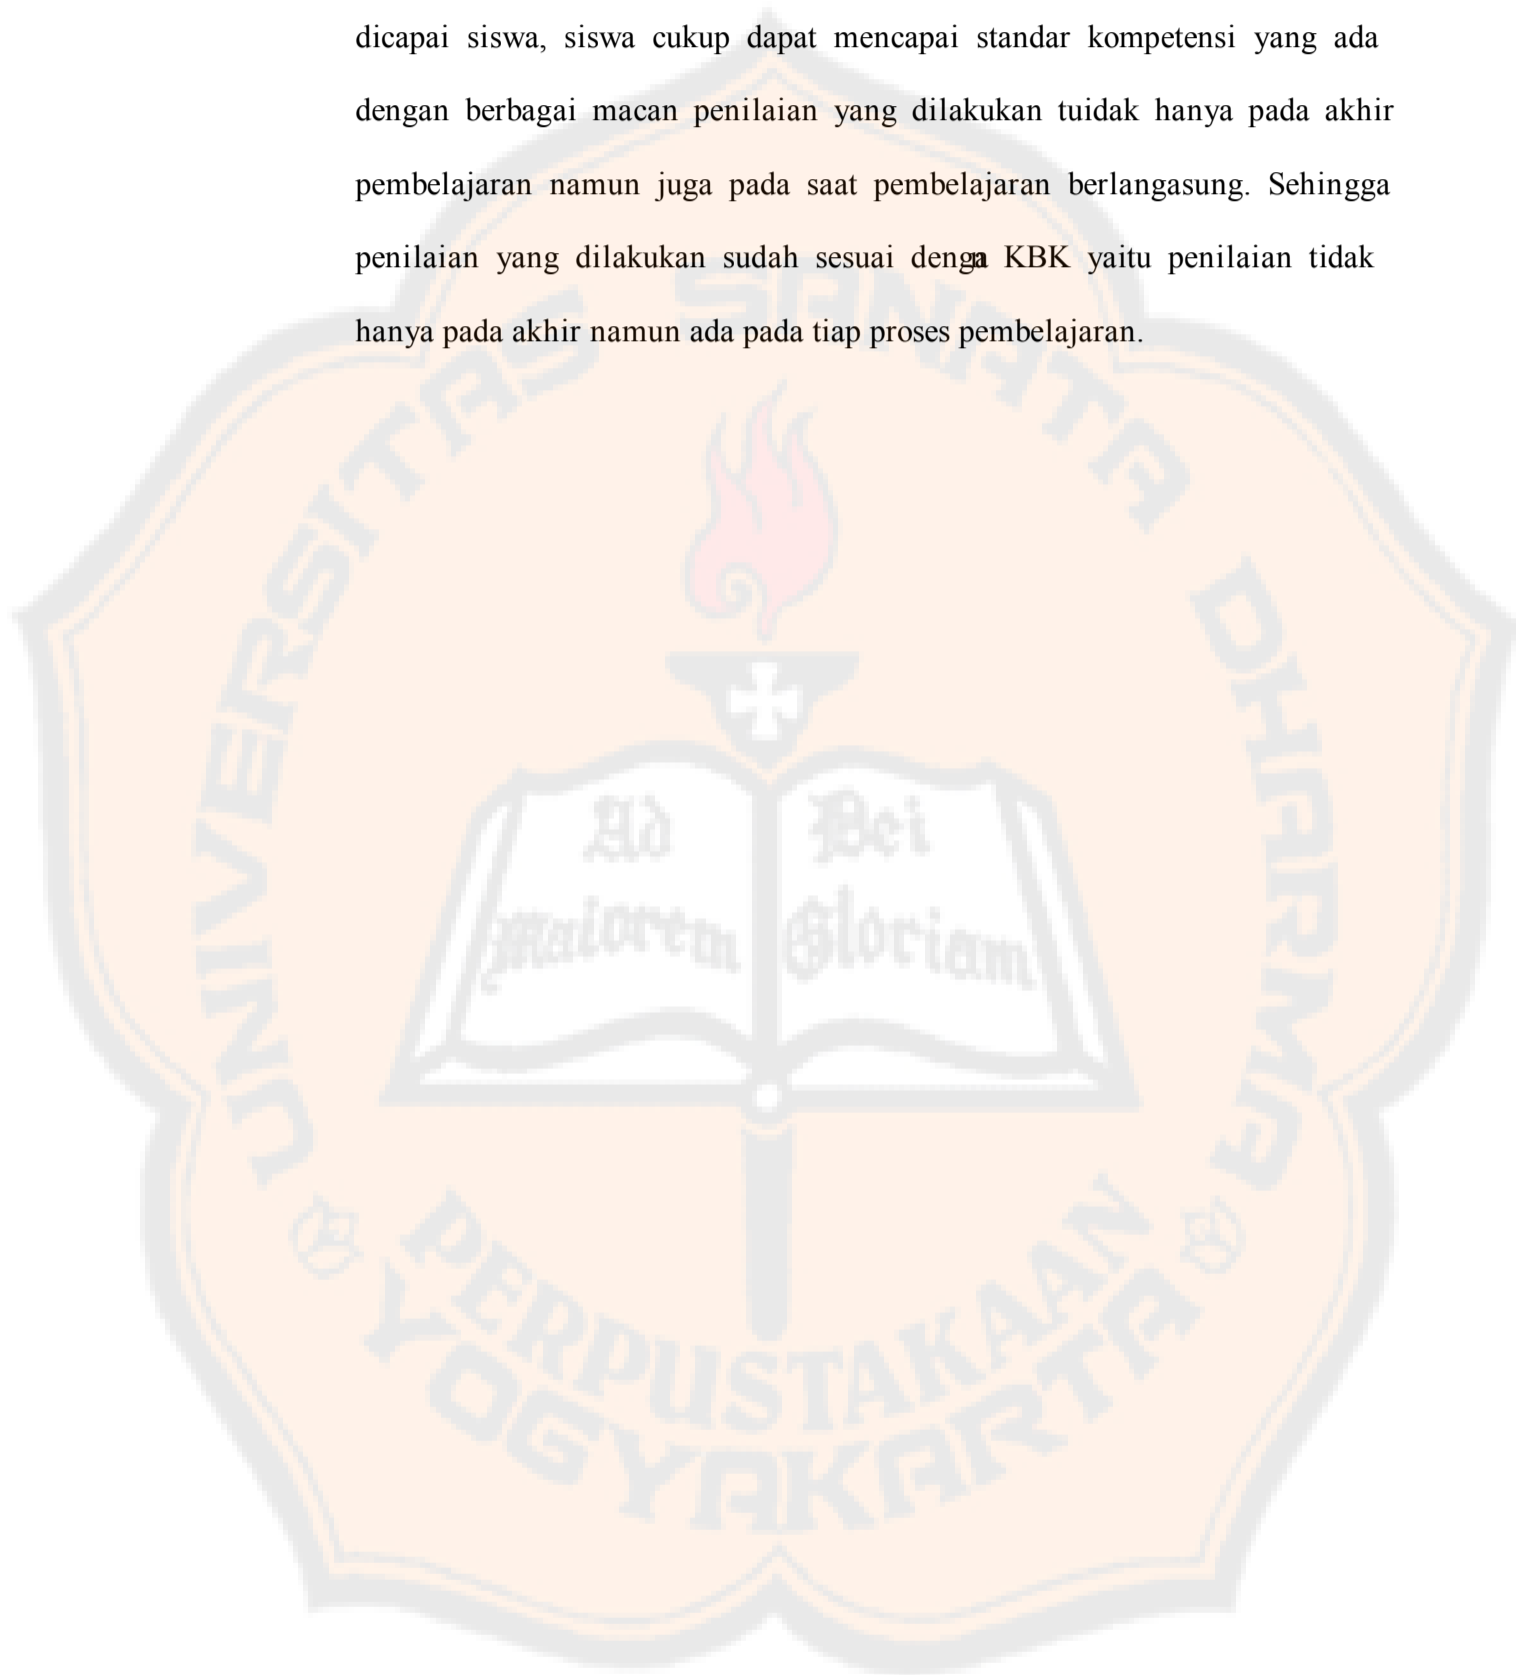 dicapai siswa, siswa cukup dapat mencapai standar kompetensi yang ada
dengan berbagai macan penilaian yang dilakukan tuidak hanya pada akhir
pembelajaran namun juga pada saat pembelajaran berlangasung. Sehingga
penilaian yang dilakukan sudah sesuai dengan KBK yaitu penilaian tidak
hanya pada akhir namun ada pada tiap proses pembelajaran.
UNIVERSITAS SANATA DHARMA
Ad Dei
Maiorem Gloriam
PERPUSTAKAAN
YOGYAKARTA